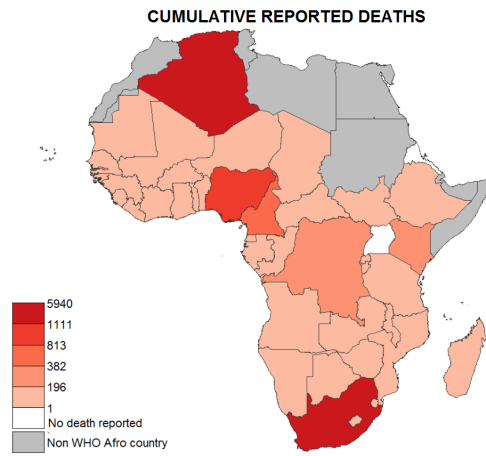 CUMULATIVE REPORTED DEATHS
5940
1111
813
382
196
1
No death reported
Non WHO Afro country